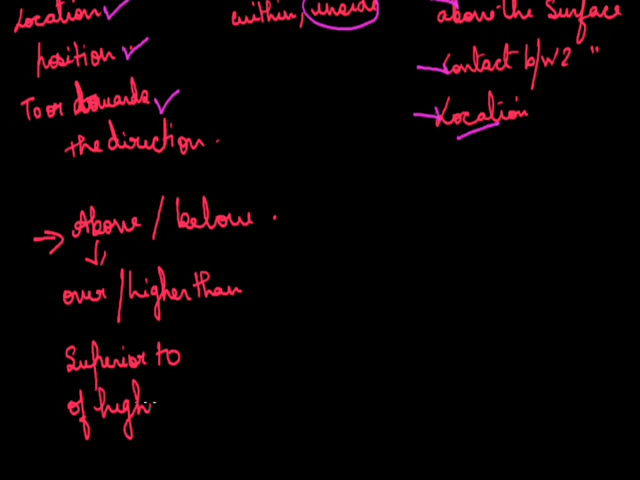 Location
position
To or towards
the direction.
within, inside
above the Surface
Contact b/w 2 "
Location
→ Above / below.
over / higher than
Superior to
of high